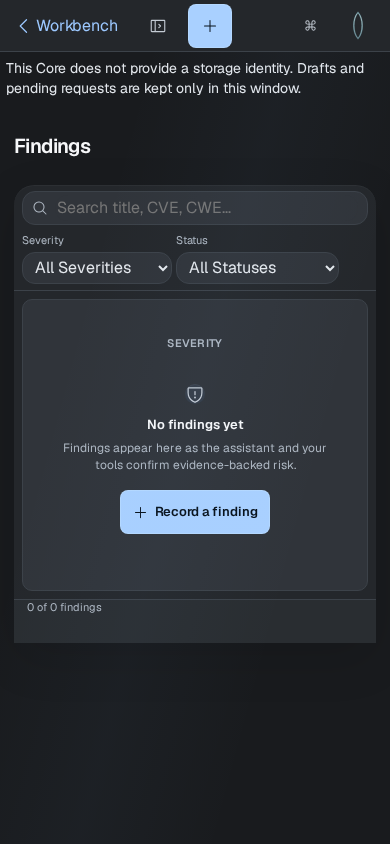 Workbench
⌘
This Core does not provide a storage identity. Drafts and
pending requests are kept only in this window.
Findings
Search title, CVE, CWE...
Severity
Status
All Severities
All Statuses
SEVERITY
No findings yet
Findings appear here as the assistant and your
tools confirm evidence-backed risk.
Record a finding
0 of 0 findings